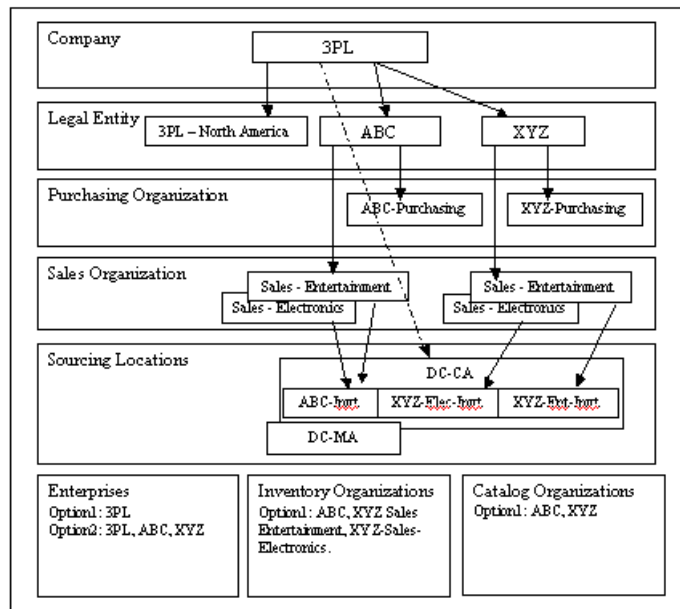 Company
3PL
Legal Entity
3PL – North America
ABC
XYZ
Purchasing Organization
ABC-Purchasing
XYZ-Purchasing
Sales Organization
Sales - Entertainment
Sales - Electronics
Sales - Entertainment
Sales - Electronics
Sourcing Locations
DC-CA
ABC-Invt.
XYZ-Elec-Invt.
XYZ-Ent-Invt.
DC-MA
Enterprises
Option1: 3PL
Option2: 3PL, ABC, XYZ
Inventory Organizations
Option1: ABC, XYZ Sales
Entertainment, XYZ-Sales-
Electronics.
Catalog Organizations
Option1: ABC, XYZ